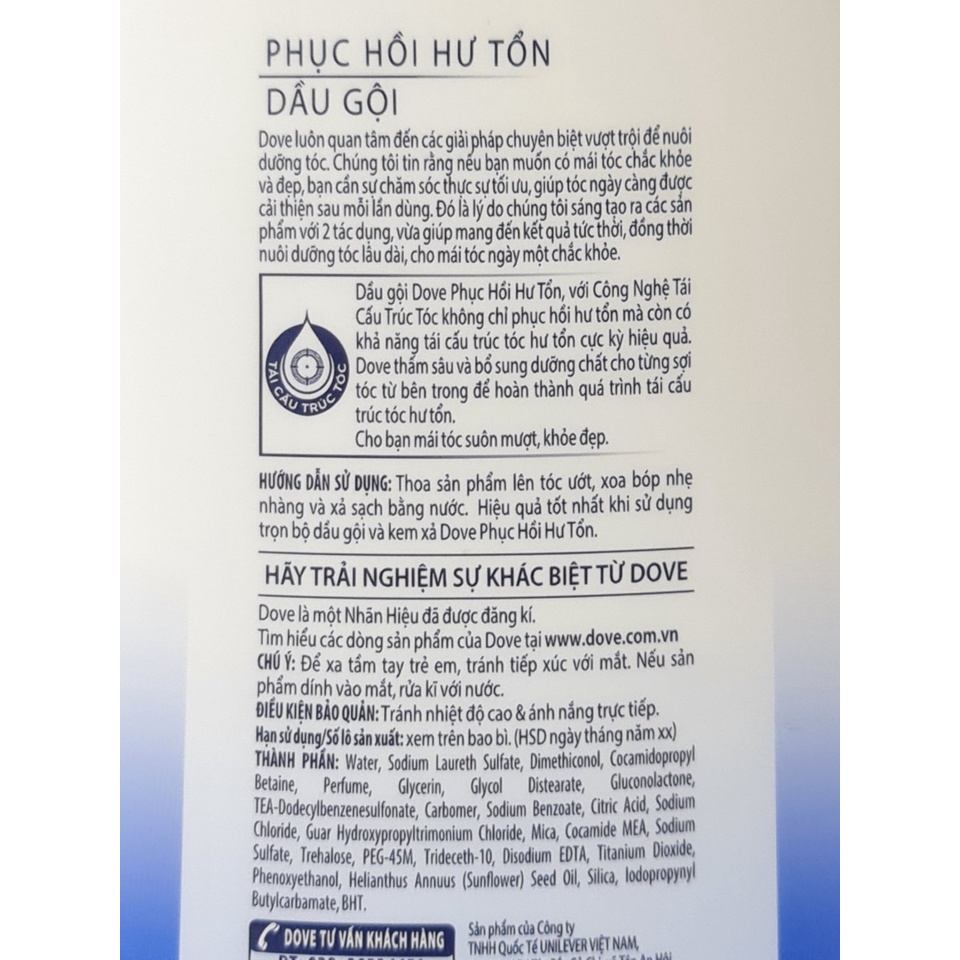 PHỤC HỒI HƯ TỔN
DẦU GỘI
Dove luôn quan tâm đến các giải pháp chuyên biệt vượt trội để nuôi
dưỡng tóc. Chúng tôi tin rằng nếu bạn muốn có mái tóc chắc khỏe
và đẹp, bạn cần sự chăm sóc thực sự tối ưu, giúp tóc ngày càng được
cải thiện sau mỗi lần dùng. Đó là lý do chúng tôi sáng tạo ra các sản
phẩm với 2 tác dụng, vừa giúp mang đến kết quả tức thời, đồng thời
nuôi dưỡng tóc lâu dài, cho mái tóc ngày một chắc khỏe.
TÁI CẤU TRÚC TÓC
Dầu gội Dove Phục Hồi Hư Tổn, với Công Nghệ Tái
Cấu Trúc Tóc không chỉ phục hồi hư tổn mà còn có
khả năng tái cấu trúc tóc hư tổn cực kỳ hiệu quả.
Dove thấm sâu và bổ sung dưỡng chất cho từng sợi
tóc từ bên trong để hoàn thành quá trình tái cấu
trúc tóc hư tổn.
Cho bạn mái tóc suôn mượt, khỏe đẹp.
HƯỚNG DẪN SỬ DỤNG: Thoa sản phẩm lên tóc ướt, xoa bóp nhẹ
nhàng và xả sạch bằng nước. Hiệu quả tốt nhất khi sử dụng
trọn bộ dầu gội và kem xả Dove Phục Hồi Hư Tổn.
HÃY TRẢI NGHIỆM SỰ KHÁC BIỆT TỪ DOVE
Dove là một Nhãn Hiệu đã được đăng kí.
Tìm hiểu các dòng sản phẩm của Dove tại www.dove.com.vn
CHÚ Ý: Để xa tầm tay trẻ em, tránh tiếp xúc với mắt. Nếu sản
phẩm dính vào mắt, rửa kĩ với nước.
ĐIỀU KIỆN BẢO QUẢN: Tránh nhiệt độ cao & ánh nắng trực tiếp.
Hạn sử dụng/Số lô sản xuất: xem trên bao bì. (HSD ngày tháng năm xx)
THÀNH PHẦN: Water, Sodium Laureth Sulfate, Dimethiconol, Cocamidopropyl
Betaine, Perfume, Glycerin, Glycol Distearate, Gluconolactone,
TEA-Dodecylbenzenesulfonate, Carbomer, Sodium Benzoate, Citric Acid, Sodium
Chloride, Guar Hydroxypropyltrimonium Chloride, Mica, Cocamide MEA, Sodium
Sulfate, Trehalose, PEG-45M, Trideceth-10, Disodium EDTA, Titanium Dioxide,
Phenoxyethanol, Helianthus Annuus (Sunflower) Seed Oil, Silica, Iodopropynyl
Butylcarbamate, BHT.
DOVE TƯ VẤN KHÁCH HÀNG
Sản phẩm của Công ty
TNHH Quốc Tế UNILEVER VIỆT NAM,